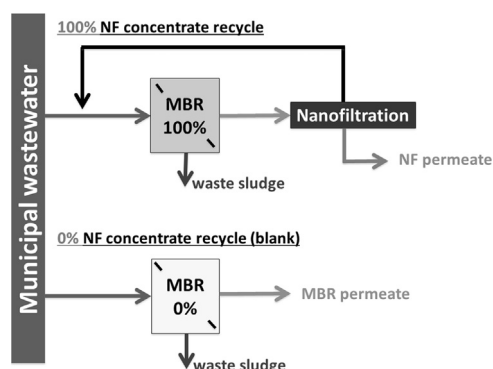 100% NF concentrate recycle
Municipal wastewater
MBR
100%
Nanofiltration
NF permeate
waste sludge
0% NF concentrate recycle (blank)
MBR
0%
MBR permeate
waste sludge